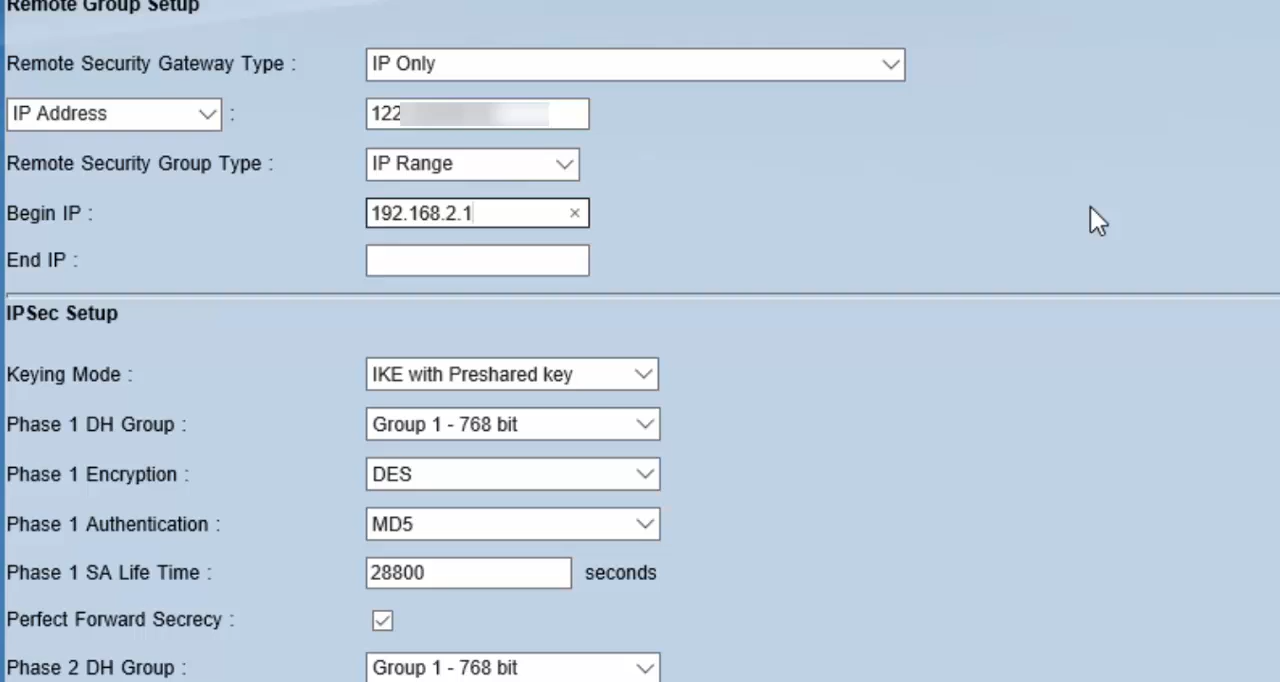 Remote Group Setup
Remote Security Gateway Type : IP Only
IP Address : 122
Remote Security Group Type : IP Range
Begin IP : 192.168.2.1 ×
End IP :
IPSec Setup
Keying Mode : IKE with Preshared key
Phase 1 DH Group : Group 1 - 768 bit
Phase 1 Encryption : DES
Phase 1 Authentication : MD5
Phase 1 SA Life Time : 28800 seconds
Perfect Forward Secrecy :
Phase 2 DH Group : Group 1 - 768 bit